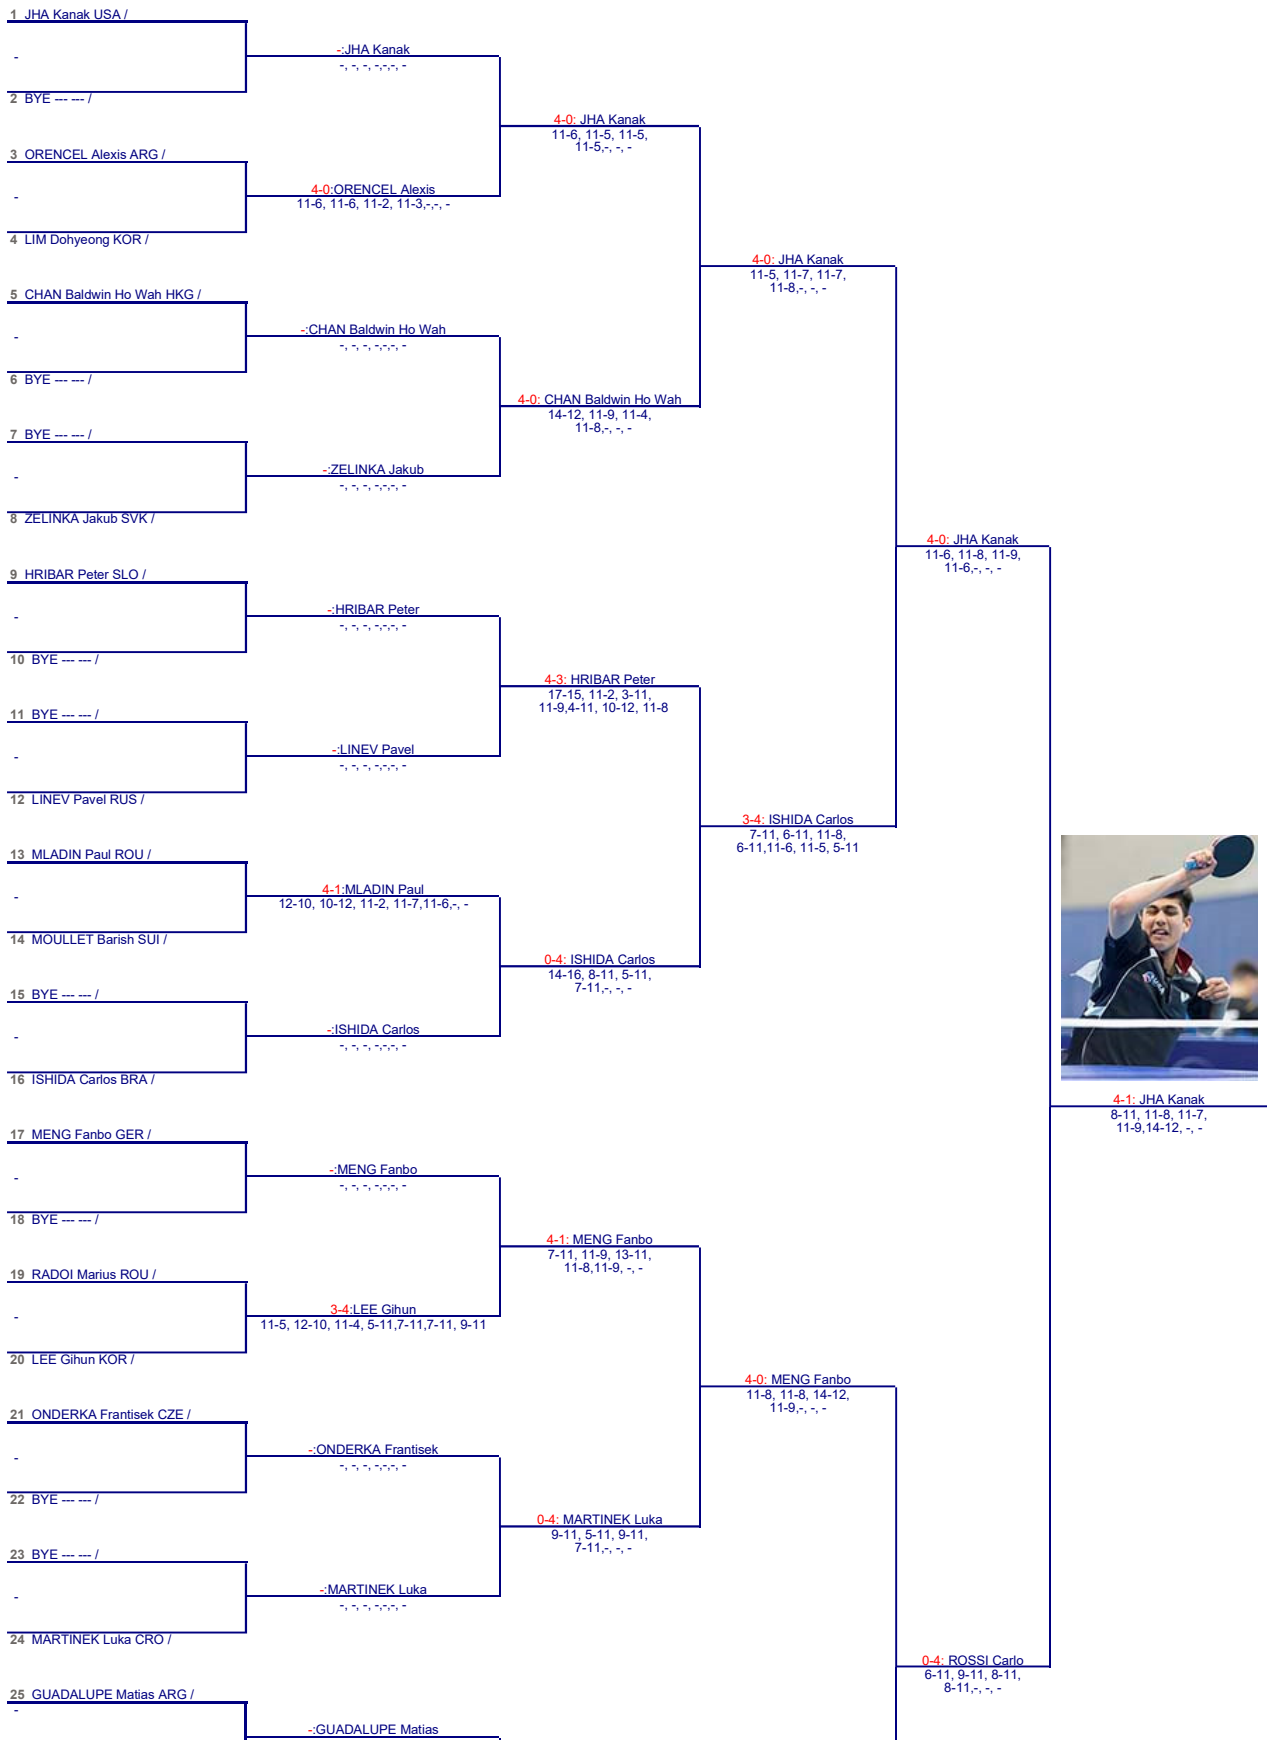 1 JHA Kanak USA /
-
2 BYE --- --- /
-:JHA Kanak
-, -, -, -,-,-, -
3 ORENCEL Alexis ARG /
-
4 LIM Dohyeong KOR /
4-0:ORENCEL Alexis
11-6, 11-6, 11-2, 11-3,-,-, -
4-0: JHA Kanak
11-6, 11-5, 11-5,
11-5,-, -, -
5 CHAN Baldwin Ho Wah HKG /
-
6 BYE --- --- /
-:CHAN Baldwin Ho Wah
-, -, -, -,-,-, -
7 BYE --- --- /
-
8 ZELINKA Jakub SVK /
-:ZELINKA Jakub
-, -, -, -,-,-, -
4-0: CHAN Baldwin Ho Wah
14-12, 11-9, 11-4,
11-8,-, -, -
4-0: JHA Kanak
11-5, 11-7, 11-7,
11-8,-, -, -
9 HRIBAR Peter SLO /
-
10 BYE --- --- /
-:HRIBAR Peter
-, -, -, -,-,-, -
11 BYE --- --- /
-
12 LINEV Pavel RUS /
-:LINEV Pavel
-, -, -, -,-,-, -
4-3: HRIBAR Peter
17-15, 11-2, 3-11,
11-9,4-11, 10-12, 11-8
13 MLADIN Paul ROU /
-
14 MOULLET Barish SUI /
4-1:MLADIN Paul
12-10, 10-12, 11-2, 11-7,11-6,-, -
15 BYE --- --- /
-
16 ISHIDA Carlos BRA /
-:ISHIDA Carlos
-, -, -, -,-,-, -
0-4: ISHIDA Carlos
14-16, 8-11, 5-11,
7-11,-, -, -
3-4: ISHIDA Carlos
7-11, 6-11, 11-8,
6-11,11-6, 11-5, 5-11
4-0: JHA Kanak
11-6, 11-8, 11-9,
11-6,-, -, -
17 MENG Fanbo GER /
-
18 BYE --- --- /
-:MENG Fanbo
-, -, -, -,-,-, -
19 RADOI Marius ROU /
-
20 LEE Gihun KOR /
3-4:LEE Gihun
11-5, 12-10, 11-4, 5-11,7-11,7-11, 9-11
4-1: MENG Fanbo
7-11, 11-9, 13-11,
11-8,11-9, -, -
21 ONDERKA Frantisek CZE /
-
22 BYE --- --- /
-:ONDERKA Frantisek
-, -, -, -,-,-, -
23 BYE --- --- /
-
24 MARTINEK Luka CRO /
-:MARTINEK Luka
-, -, -, -,-,-, -
0-4: MARTINEK Luka
9-11, 5-11, 9-11,
7-11,-, -, -
4-0: MENG Fanbo
11-8, 11-8, 14-12,
11-9,-, -, -
25 GUADALUPE Matias ARG /
-
-:GUADALUPE Matias
0-4: ROSSI Carlo
6-11, 9-11, 8-11,
8-11,-, -, -
4-1: JHA Kanak
8-11, 11-8, 11-7,
11-9,14-12, -, -